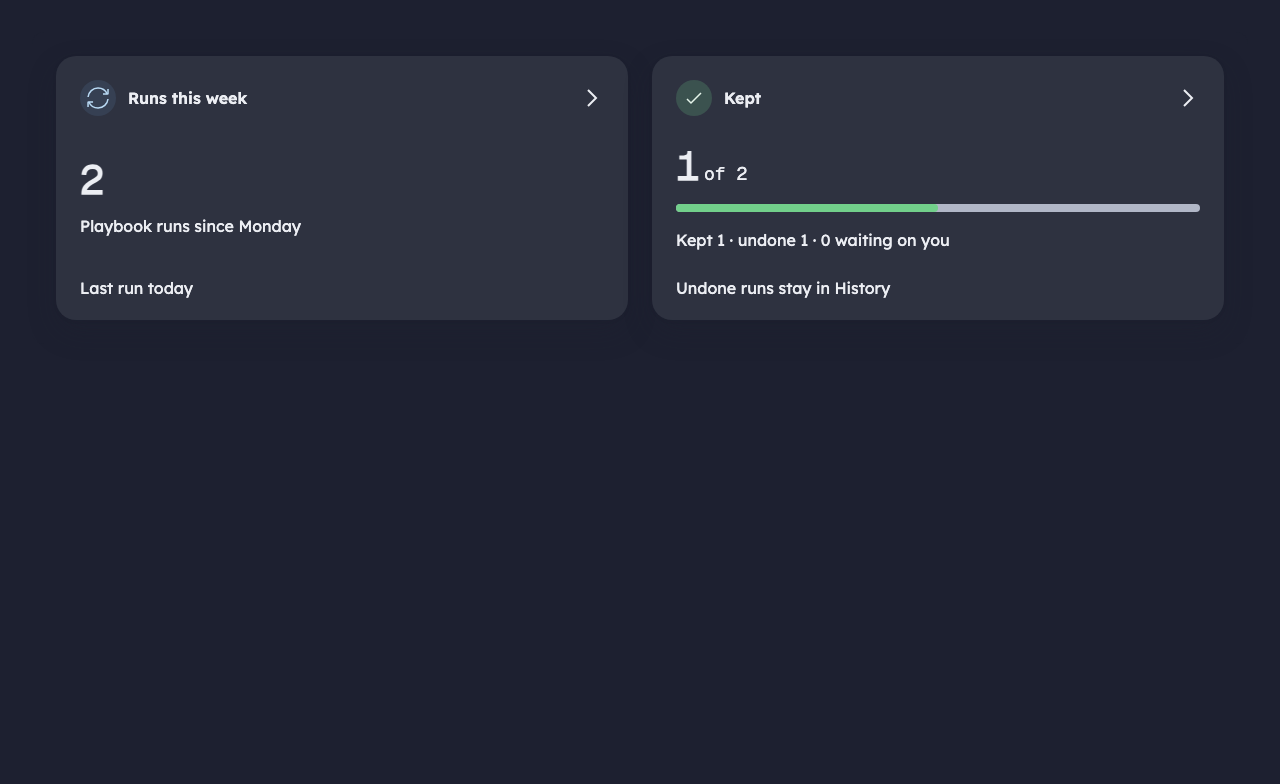 Runs this week
2
Playbook runs since Monday
Last run today
Kept
1 of 2
Kept 1 · undone 1 · 0 waiting on you
Undone runs stay in History